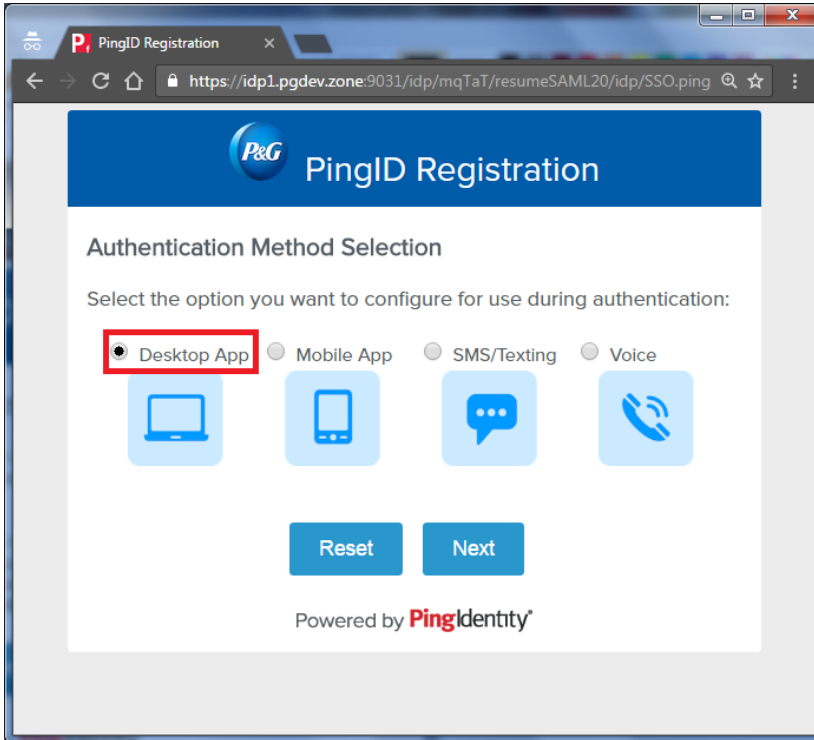 PingID Registration
https://idp1.pgdev.zone:9031/idp/mqTaT/resumeSAML20/idp/SSO.ping
P&G
PingID Registration
Authentication Method Selection
Select the option you want to configure for use during authentication:
Desktop App Mobile App SMS/Texting Voice
Reset Next
Powered by PingIdentity®